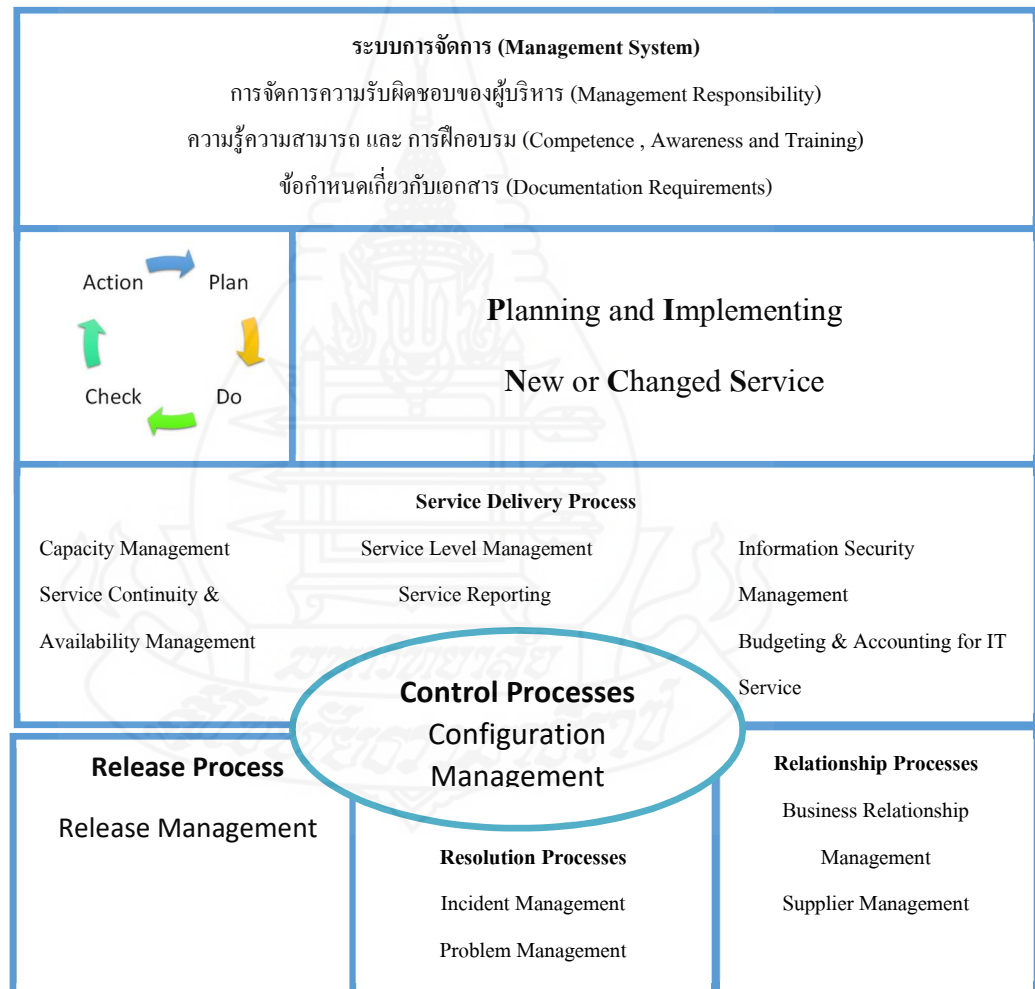 ระบบการจัดการ (Management System)
การจัดการความรับผิดชอบของผู้บริหาร (Management Responsibility)
ความรู้ความสามารถ และ การฝึกอบรม (Competence , Awareness and Training)
ข้อกำหนดเกี่ยวกับเอกสาร (Documentation Requirements)
Action
Plan
Check
Do
Planning and Implementing
New or Changed Service
Service Delivery Process
Capacity Management
Service Continuity &
Availability Management
Service Level Management
Service Reporting
Information Security
Management
Budgeting & Accounting for IT
Service
Control Processes
Configuration
Management
Release Process
Release Management
Resolution Processes
Incident Management
Problem Management
Relationship Processes
Business Relationship
Management
Supplier Management